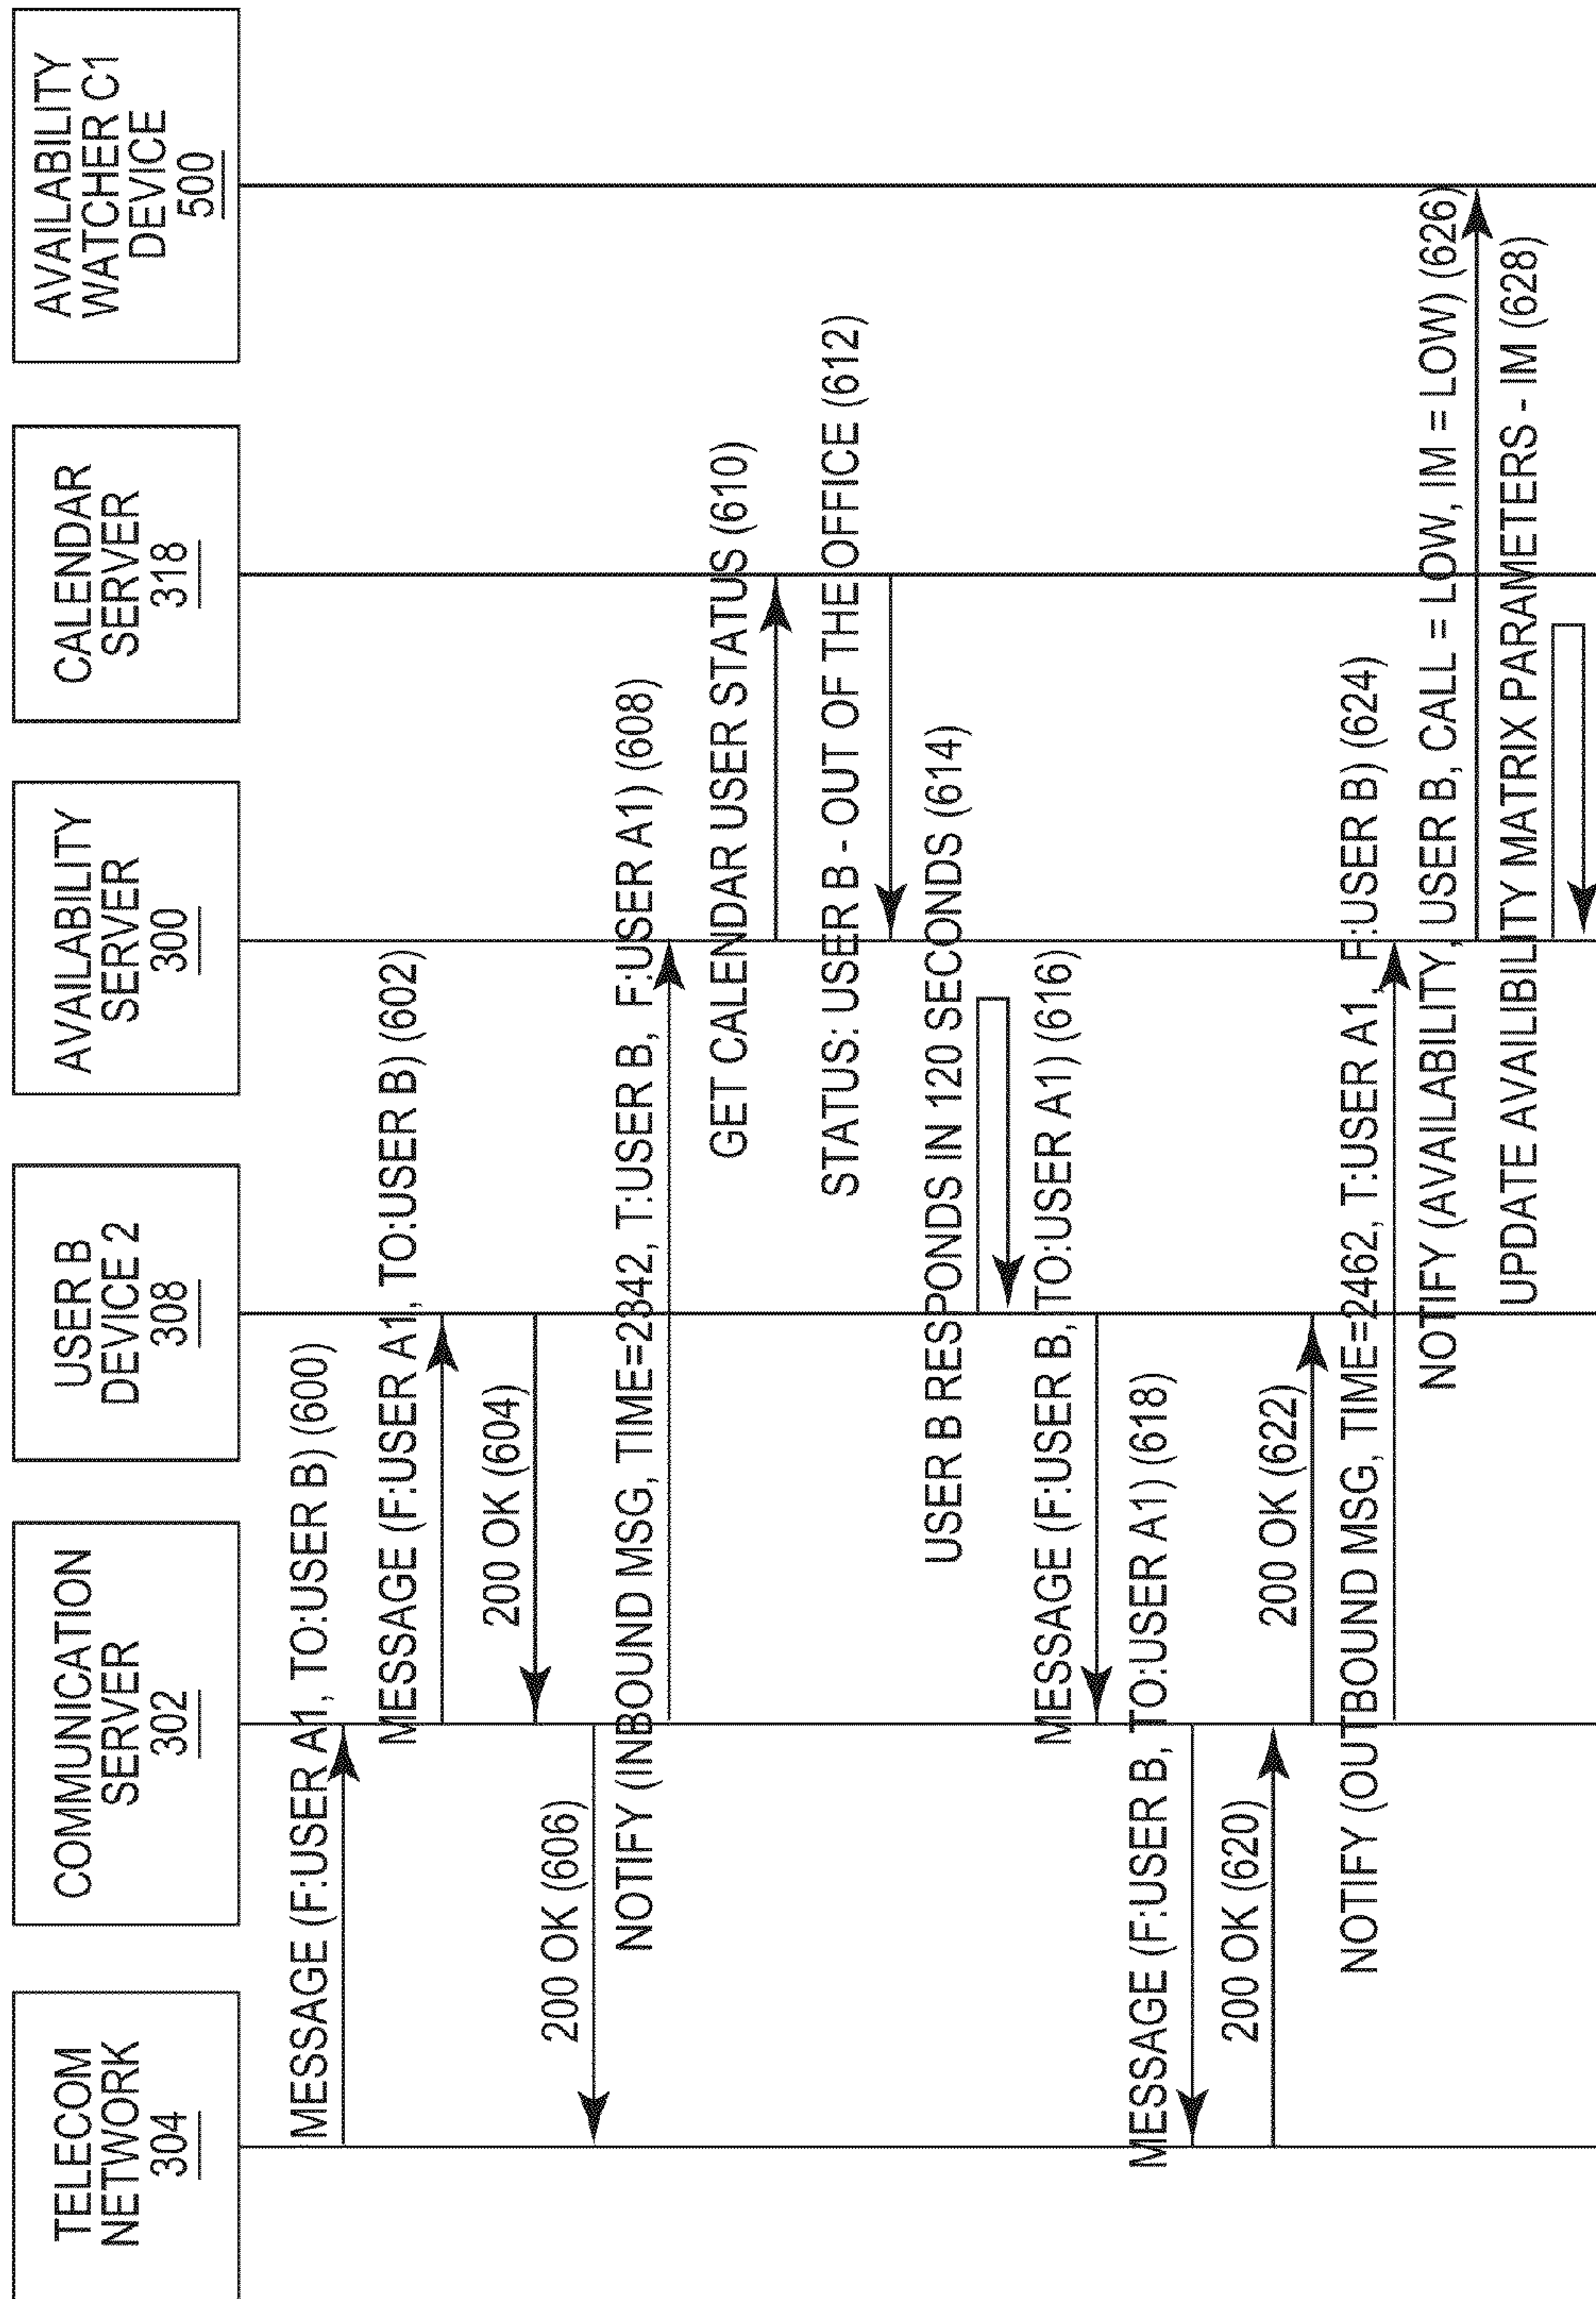 TELECOM
NETWORK
304
COMMUNICATION
SERVER
302
USER B
DEVICE 2
308
AVAILABILITY
SERVER
300
CALENDAR
SERVER
318
AVAILABILITY
WATCHER C1
DEVICE
500
MESSAGE (F:USER A1, TO:USER B) (600)
MESSAGE (F:USER A1, TO:USER B) (602)
200 OK (604)
200 OK (606)
NOTIFY (INBOUND MSG, TIME=2342, T:USER B, F:USER A1) (608)
GET CALENDAR USER STATUS (610)
STATUS: USER B - OUT OF THE OFFICE (612)
USER B RESPONDS IN 120 SECONDS (614)
MESSAGE (F:USER B, TO:USER A1) (616)
MESSAGE (F:USER B, TO:USER A1) (618)
200 OK (620)
200 OK (622)
NOTIFY (OUTBOUND MSG, TIME=2462, T:USER A1, F:USER B) (624)
NOTIFY (AVAILABILITY, USER B, CALL = LOW, IM = LOW) (626)
UPDATE AVAILIBILITY MATRIX PARAMETERS - IM (628)